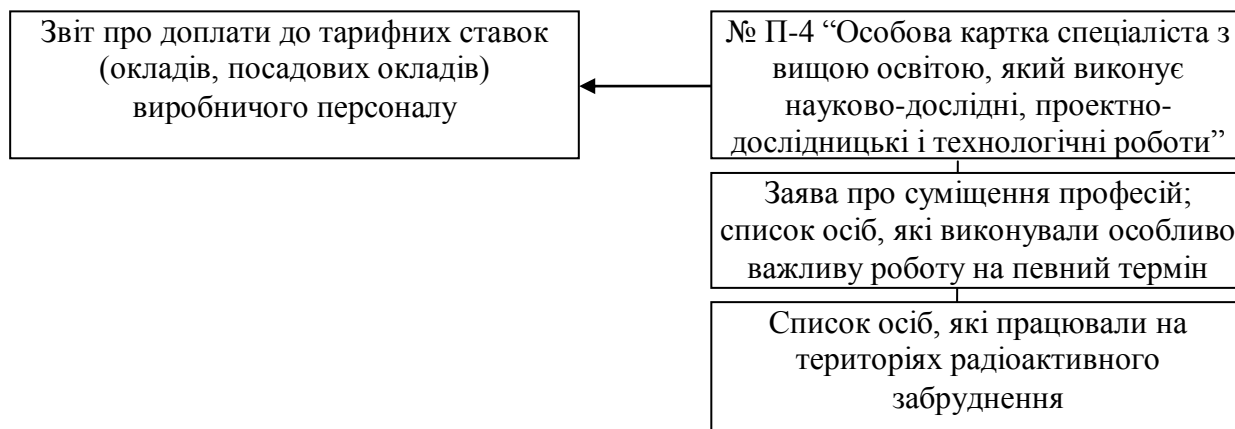 Звіт про доплати до тарифних ставок
(окладів, посадових окладів)
виробничого персоналу
№ П-4 “Особова картка спеціаліста з
вищою освітою, який виконує
науково-дослідні, проектно-
дослідницькі і технологічні роботи”
Заява про суміщення професій;
список осіб, які виконували особливо
важливу роботу на певний термін
Список осіб, які працювали на
територіях радіоактивного
забруднення